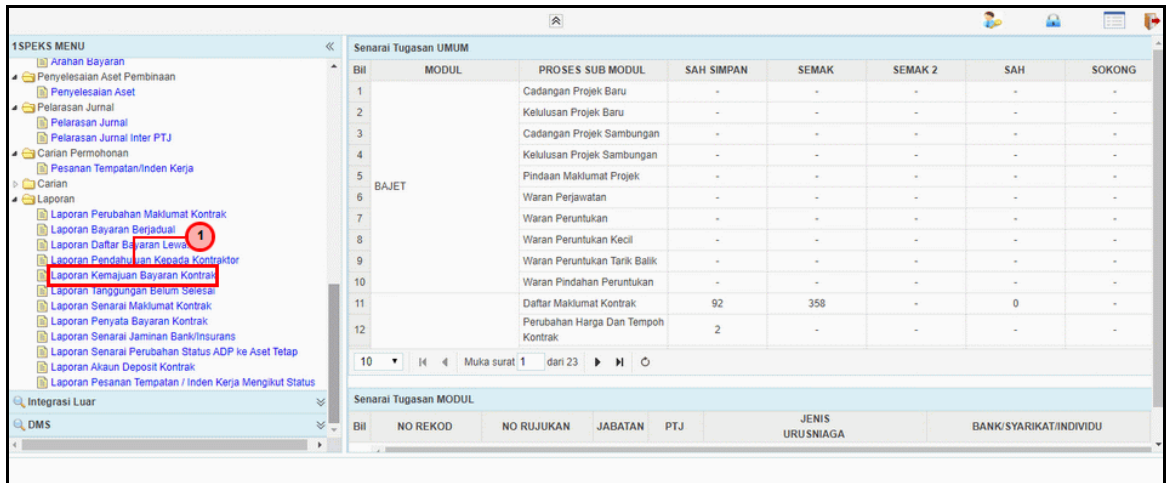 1SPEKS MENU
Arahan Bayaran
Penyelesaian Aset Pembinaan
Penyelesaian Aset
Pelarasan Jurnal
Pelarasan Jurnal
Pelarasan Jurnal Inter PTJ
Carian Permohonan
Pesanan Tempatan/Inden Kerja
Carian
Laporan
Laporan Perubahan Maklumat Kontrak
Laporan Bayaran Berjadual
Laporan Daftar Bayaran Lewa
1
Laporan Pendahuluan Kepada Kontraktor
Laporan Kemajuan Bayaran Kontrak
Laporan Tanggungan Belum Selesai
Laporan Senarai Maklumat Kontrak
Laporan Penyata Bayaran Kontrak
Laporan Senarai Jaminan Bank/Insurans
Laporan Senarai Perubahan Status ADP ke Aset Tetap
Laporan Akaun Deposit Kontrak
Laporan Pesanan Tempatan / Inden Kerja Mengikut Status
Integrasi Luar
DMS
Senarai Tugasan UMUM
Bil MODUL PROSES SUB MODUL SAH SIMPAN SEMAK SEMAK 2 SAH SOKONG
1 Cadangan Projek Baru - - - - -
2 Kelulusan Projek Baru - - - - -
3 Cadangan Projek Sambungan - - - - -
4 Kelulusan Projek Sambungan - - - - -
5 Pindaan Maklumat Projek - - - - -
BAJET
6 Waran Perjawatan - - - - -
7 Waran Peruntukan - - - - -
8 Waran Peruntukan Kecil - - - - -
9 Waran Peruntukan Tarik Balik - - - - -
10 Waran Pindahan Peruntukan - - - - -
11 Daftar Maklumat Kontrak 92 358 - 0 -
12 Perubahan Harga Dan Tempoh Kontrak 2 - - - -
10 Muka surat 1 dari 23
Senarai Tugasan MODUL
Bil NO REKOD NO RUJUKAN JABATAN PTJ JENIS URUSNIAGA BANK/SYARIKAT/INDIVIDU